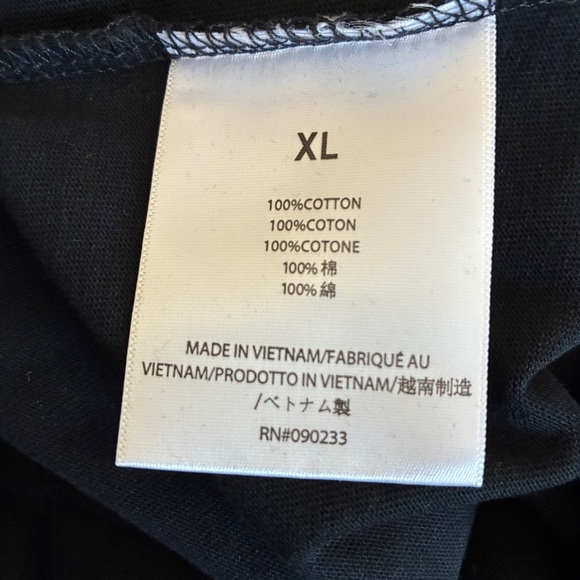 XL
100%COTTON
100%COTON
100%COTONE
100% 棉
100% 綿
MADE IN VIETNAM/FABRIQUÉ AU
VIETNAM/PRODOTTO IN VIETNAM/越南制造
/ベトナム製
RN#090233